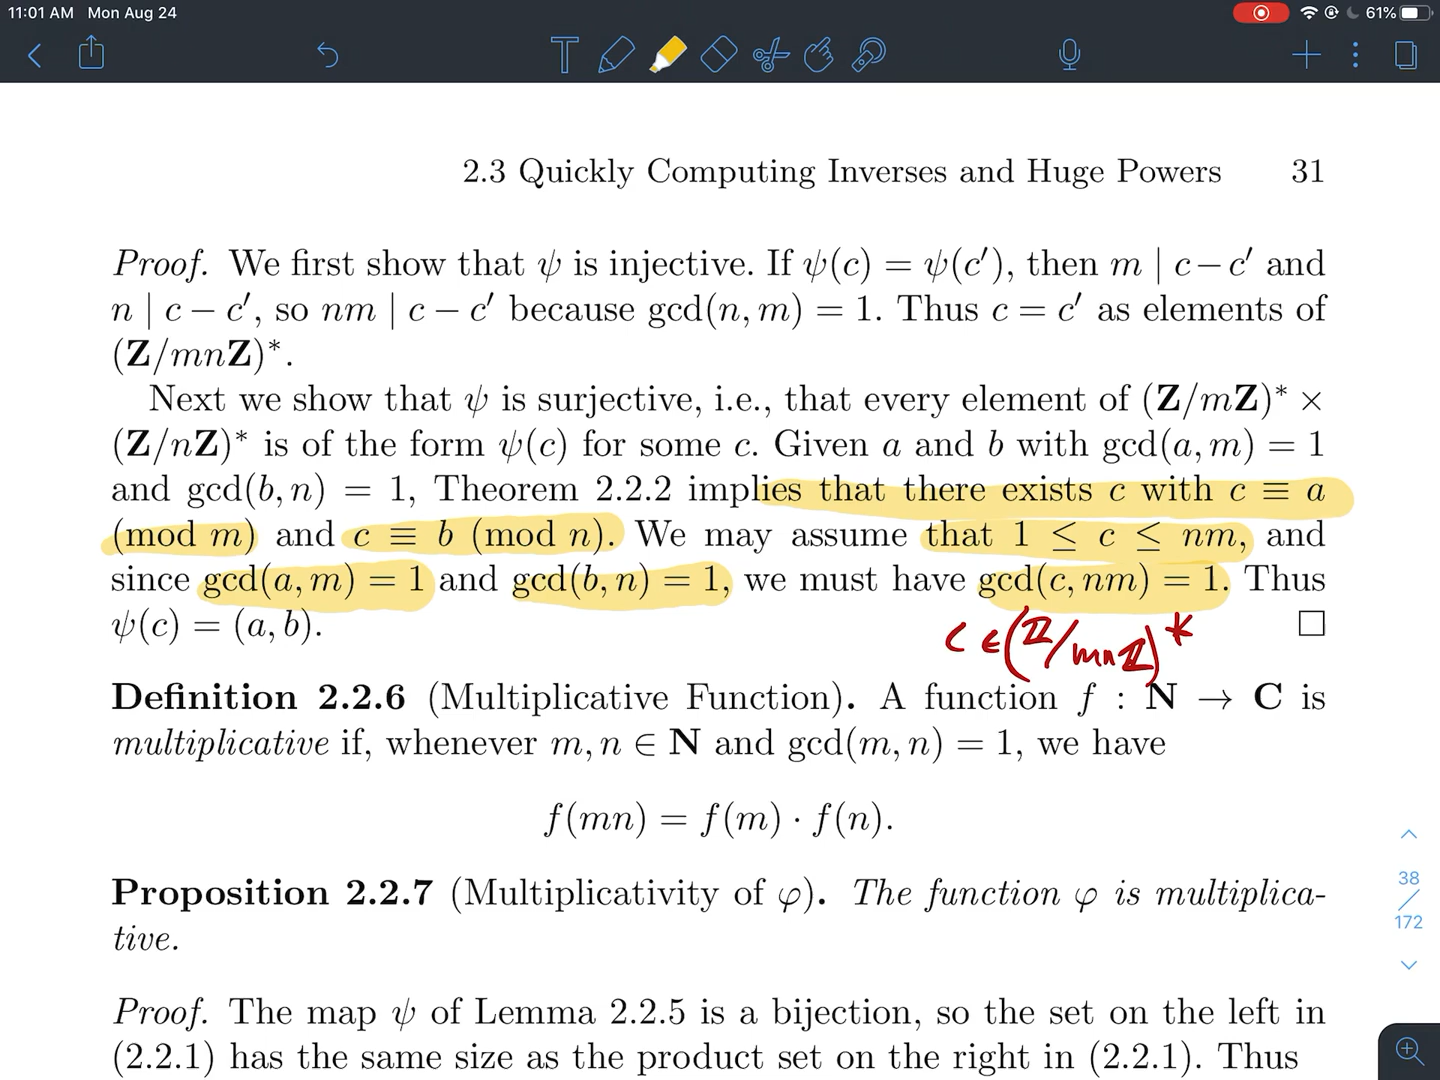 11:01 AM Mon Aug 24
61%
2.3 Quickly Computing Inverses and Huge Powers 31
Proof. We first show that ψ is injective. If ψ(c) = ψ(c′), then m | c − c′ and
n | c − c′, so nm | c − c′ because gcd(n, m) = 1. Thus c = c′ as elements of
(Z/mnZ)*.
Next we show that ψ is surjective, i.e., that every element of (Z/mZ)* ×
(Z/nZ)* is of the form ψ(c) for some c. Given a and b with gcd(a, m) = 1
and gcd(b, n) = 1, Theorem 2.2.2 implies that there exists c with c ≡ a
(mod m) and c ≡ b (mod n). We may assume that 1 ≤ c ≤ nm, and
since gcd(a, m) = 1 and gcd(b, n) = 1, we must have gcd(c, nm) = 1. Thus
ψ(c) = (a, b). □
c ∈ (ℤ/mnℤ)*
Definition 2.2.6 (Multiplicative Function). A function f : N → C is
multiplicative if, whenever m, n ∈ N and gcd(m, n) = 1, we have
f(mn) = f(m) · f(n).
38
/
172
Proposition 2.2.7 (Multiplicativity of φ). The function φ is multiplica-
tive.
Proof. The map ψ of Lemma 2.2.5 is a bijection, so the set on the left in
(2.2.1) has the same size as the product set on the right in (2.2.1). Thus